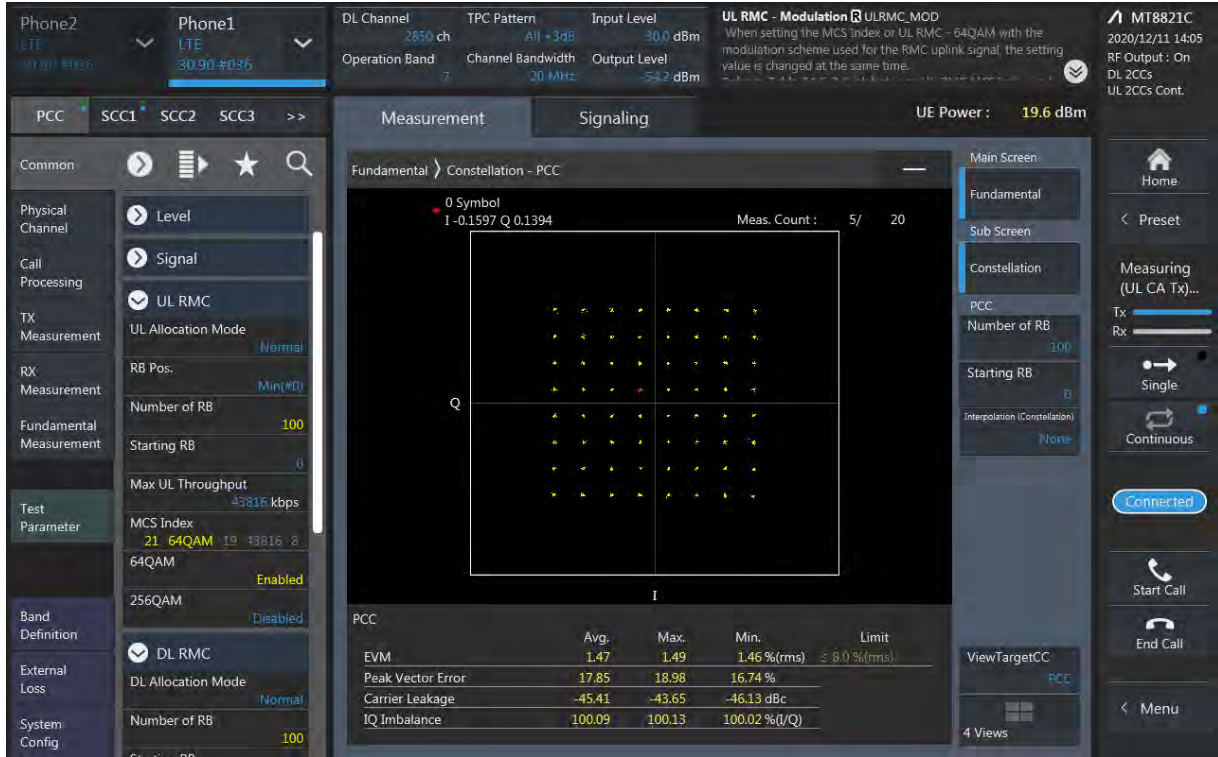 Phone2
LTE
30.90 #036
Phone1
LTE
30.90 #036
DL Channel
2850 ch
Operation Band
7
TPC Pattern
All +3dB
Channel Bandwidth
20 MHz
Input Level
30.0 dBm
Output Level
-54.2 dBm
UL RMC - Modulation R ULRMC_MOD
When setting the MCS Index or UL RMC - 64QAM with the
modulation scheme used for the RMC uplink signal, the setting
value is changed at the same time.
MT8821C
2020/12/11 14:05
RF Output : On
DL 2CCs
UL 2CCs Cont.
PCC SCC1 SCC2 SCC3 >>
Measurement
Signaling
UE Power : 19.6 dBm
Common
Physical
Channel
Call
Processing
TX
Measurement
RX
Measurement
Fundamental
Measurement
Test
Parameter
Band
Definition
External
Loss
System
Config
Level
Signal
UL RMC
UL Allocation Mode
Normal
RB Pos.
Min(#0)
Number of RB
100
Starting RB
0
Max UL Throughput
43816 kbps
MCS Index
21 64QAM 19 43816 8
64QAM
Enabled
256QAM
Disabled
DL RMC
DL Allocation Mode
Normal
Number of RB
100
Fundamental ❭ Constellation - PCC
0 Symbol
I -0.1597 Q 0.1394
Meas. Count : 5/ 20
Q
I
PCC
Avg. Max. Min. Limit
EVM 1.47 1.49 1.46 %(rms) ≤ 8.0 %(rms)
Peak Vector Error 17.85 18.98 16.74 %
Carrier Leakage -45.41 -43.65 -46.13 dBc
IQ Imbalance 100.09 100.13 100.02 %(I/Q)
Main Screen
Fundamental
Sub Screen
Constellation
PCC
Number of RB
100
Starting RB
0
Interpolation (Constellation)
None
ViewTargetCC
PCC
4 Views
Home
< Preset
Measuring
(UL CA Tx)...
Tx
Rx
Single
Continuous
Connected
Start Call
End Call
< Menu